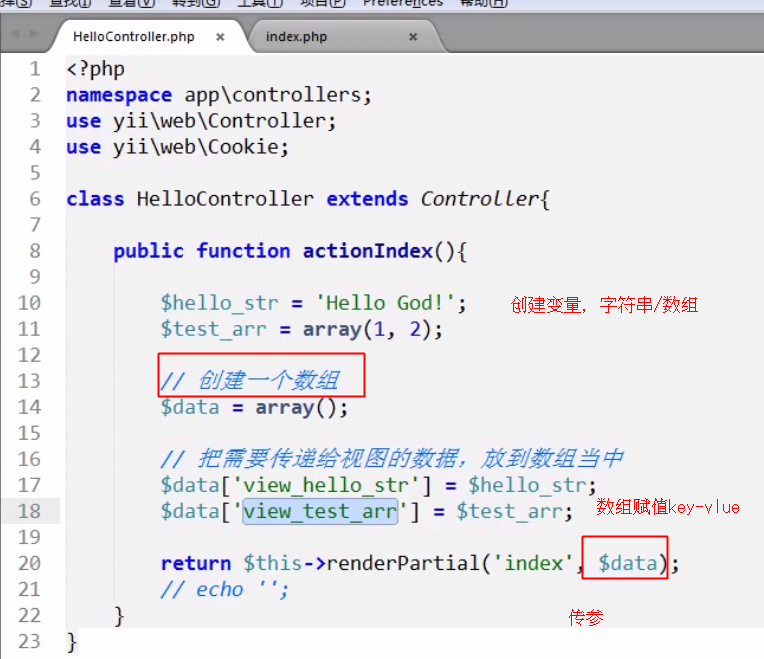 择(S) 查找(I) 查看(V) 转到(G) 工具(T) 项目(P) Preferences 帮助(H)
HelloController.php × index.php ×
1 <?php
2 namespace app\controllers;
3 use yii\web\Controller;
4 use yii\web\Cookie;
5
6 class HelloController extends Controller{
7
8 public function actionIndex(){
9
10 $hello_str = 'Hello God!'; 创建变量, 字符串/数组
11 $test_arr = array(1, 2);
12
13 // 创建一个数组
14 $data = array();
15
16 // 把需要传递给视图的数据，放到数组当中
17 $data['view_hello_str'] = $hello_str;
18 $data['view_test_arr'] = $test_arr; 数组赋值key-vlue
19
20 return $this->renderPartial('index', $data);
21 // echo '';
22 } 传参
23 }